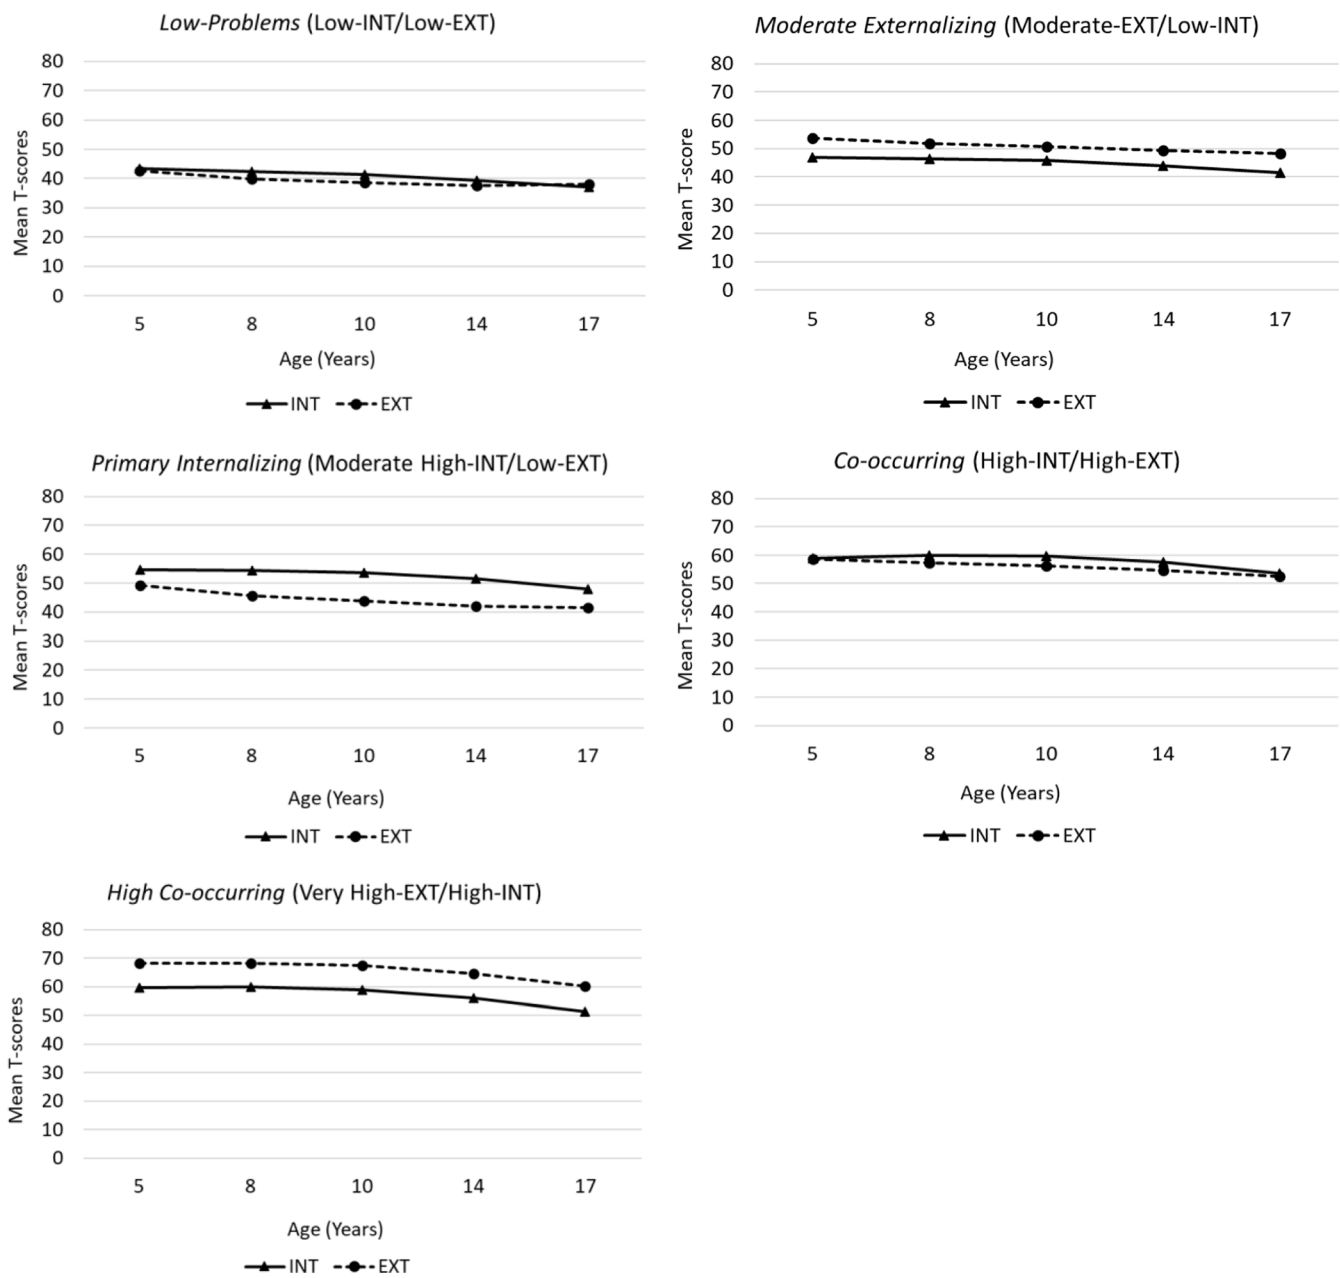 Low-Problems (Low-INT/Low-EXT)
80
70
60
50
40
30
20
10
0
Mean T-scores
5 8 10 14 17
Age (Years)
INT EXT
Moderate Externalizing (Moderate-EXT/Low-INT)
80
70
60
50
40
30
20
10
0
Mean T-score
5 8 10 14 17
Age (Years)
INT EXT
Primary Internalizing (Moderate High-INT/Low-EXT)
80
70
60
50
40
30
20
10
0
Mean T-scores
5 8 10 14 17
Age (Years)
INT EXT
Co-occurring (High-INT/High-EXT)
80
70
60
50
40
30
20
10
0
Mean T-scores
5 8 10 14 17
Age (Years)
INT EXT
High Co-occurring (Very High-EXT/High-INT)
80
70
60
50
40
30
20
10
0
Mean T-scores
5 8 10 14 17
Age (Years)
INT EXT